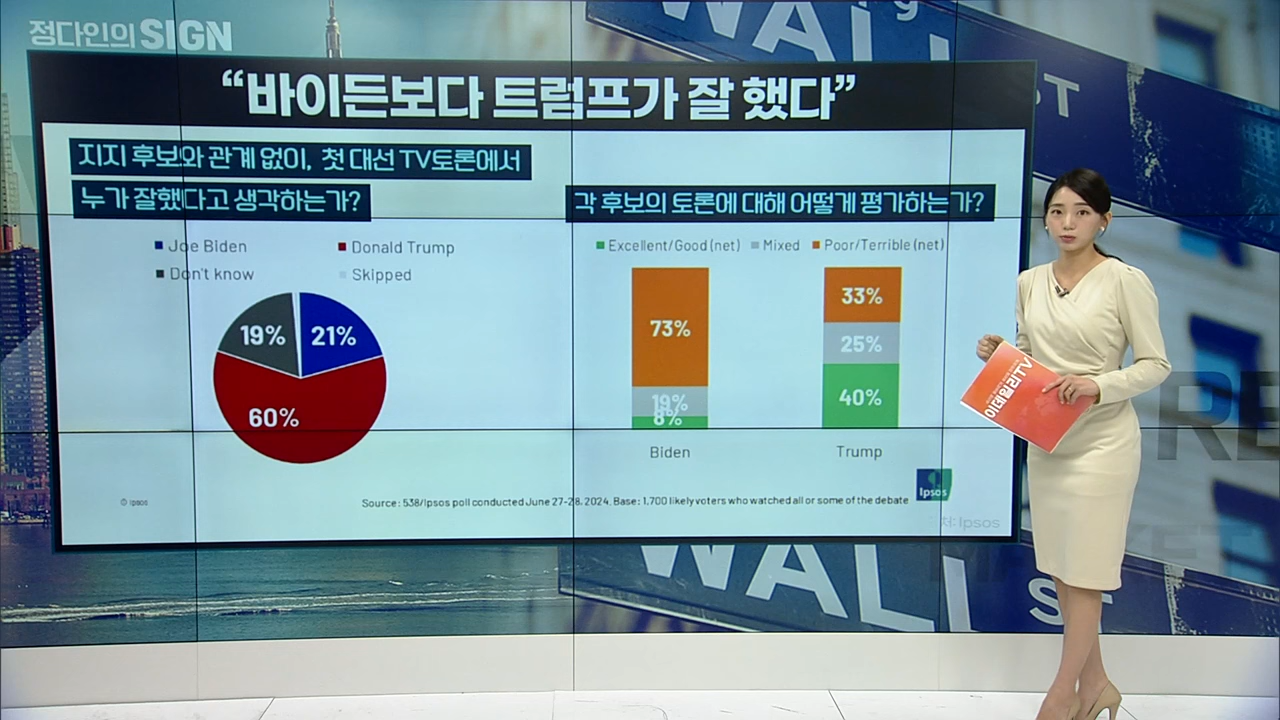 정다인의 SIGN
“바이든보다 트럼프가 잘 했다”
지지 후보와 관계 없이, 첫 대선 TV토론에서
누가 잘했다고 생각하는가?
Joe Biden
Donald Trump
Don't know
Skipped
19%
21%
60%
각 후보의 토론에 대해 어떻게 평가하는가?
Excellent/Good (net)
Mixed
Poor/Terrible (net)
73%
19%
8%
33%
25%
40%
Biden
Trump
© Ipsos
Source: 538/Ipsos poll conducted June 27-28, 2024. Base: 1,700 likely voters who watched all or some of the debate
Ipsos
처: Ipsos
이데일리TV
WALL
ST
WALL
ST